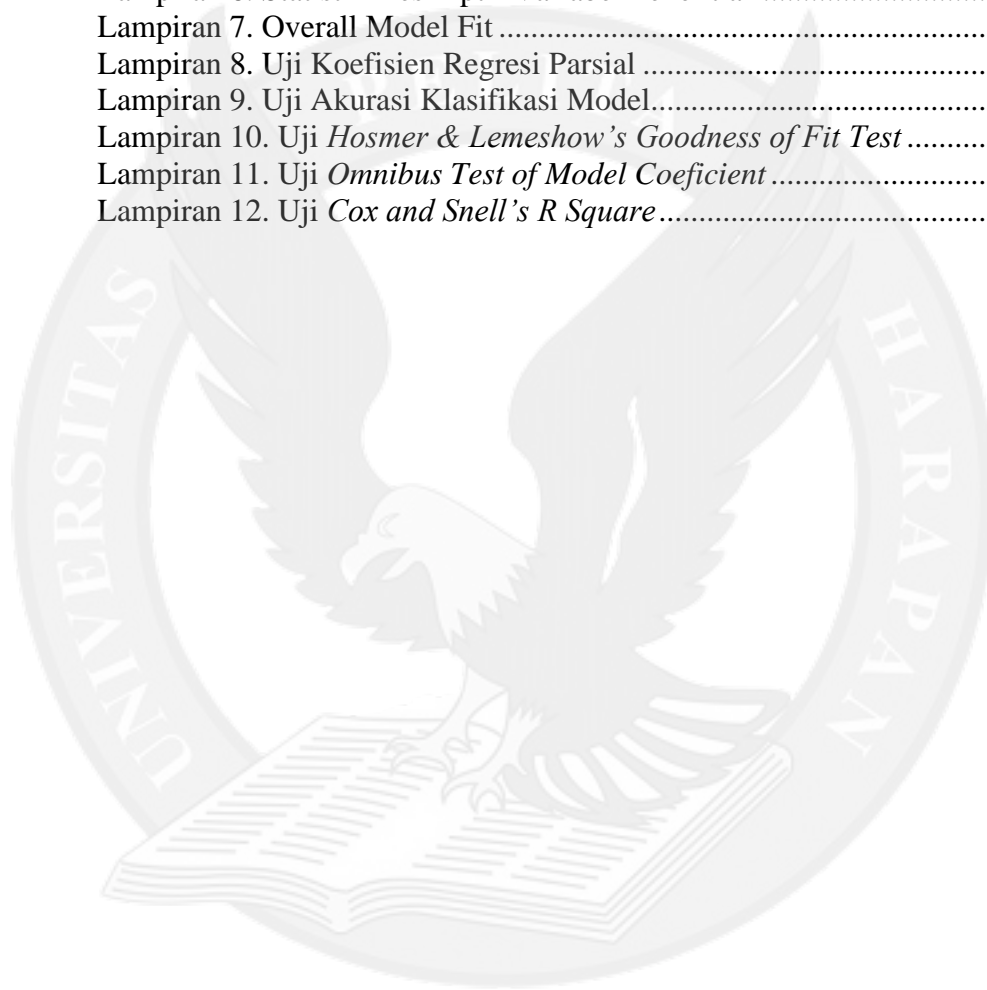 Lampiran 7. Overall Model Fit ........................................................
Lampiran 8. Uji Koefisien Regresi Parsial ........................................
Lampiran 9. Uji Akurasi Klasifikasi Model.......................................
Lampiran 10. Uji Hosmer & Lemeshow's Goodness of Fit Test ..........
Lampiran 11. Uji Omnibus Test of Model Coeficient ..........................
Lampiran 12. Uji Cox and Snell's R Square.......................................
UNIVERSITAS
HARAPAN